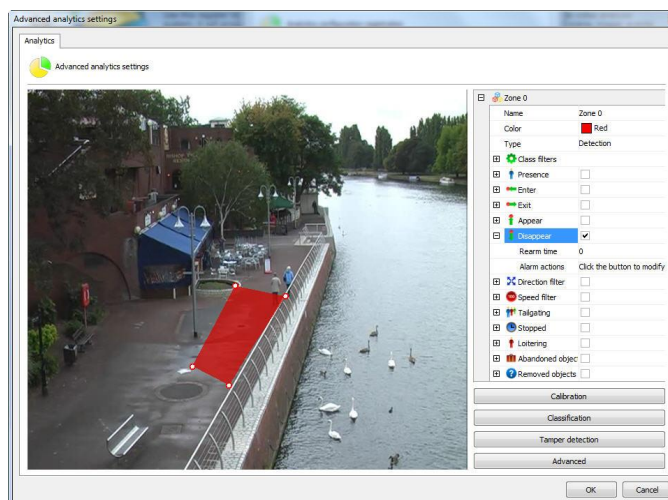 Advanced analytics settings
Analytics
Advanced analytics settings
Zone 0
Name Zone 0
Color Red
Type Detection
Class filters
Presence
Enter
Exit
Appear
Disappear
Rearm time 0
Alarm actions Click the button to modify
Direction filter
Speed filter
Tailgating
Stopped
Loitering
Abandoned objec
Removed objects
Calibration
Classification
Tamper detection
Advanced
OK Cancel